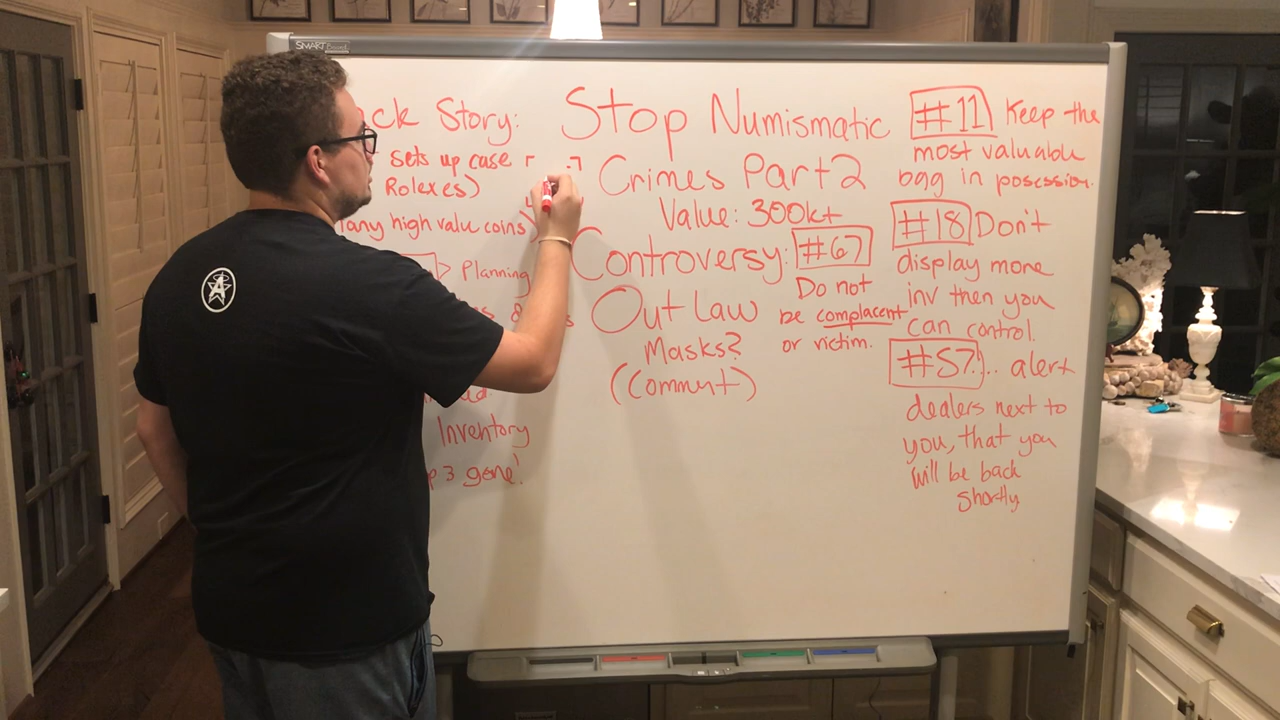 SMART Board
ck Story:
sets up case
Rolexes)
any high valu coins
Planning
Inventory
3 gone!
Stop Numismatic
Crimes Part 2
Value: 300k+
Controversy:
Outlaw
Masks?
(Commut)
#67
Do not
be complacent
or victim.
#11 Keep the
most valuable
bag in posession.
#18 Don't
display more
inv then you
can control.
#57... alert
dealers next to
you, that you
will be back
shortly
A